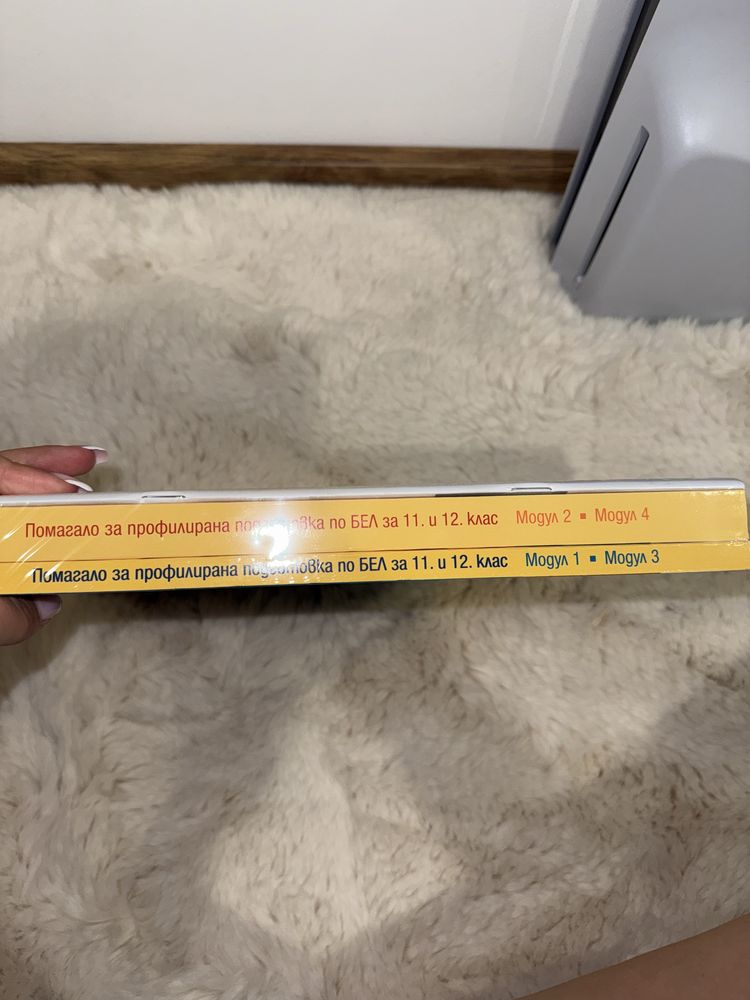 Помагало за профилирана подготовка по БЕЛ за 11. и 12. клас Модул 2 ▪ Модул 4
Помагало за профилирана подготовка по БЕЛ за 11. и 12. клас Модул 1 ▪ Модул 3